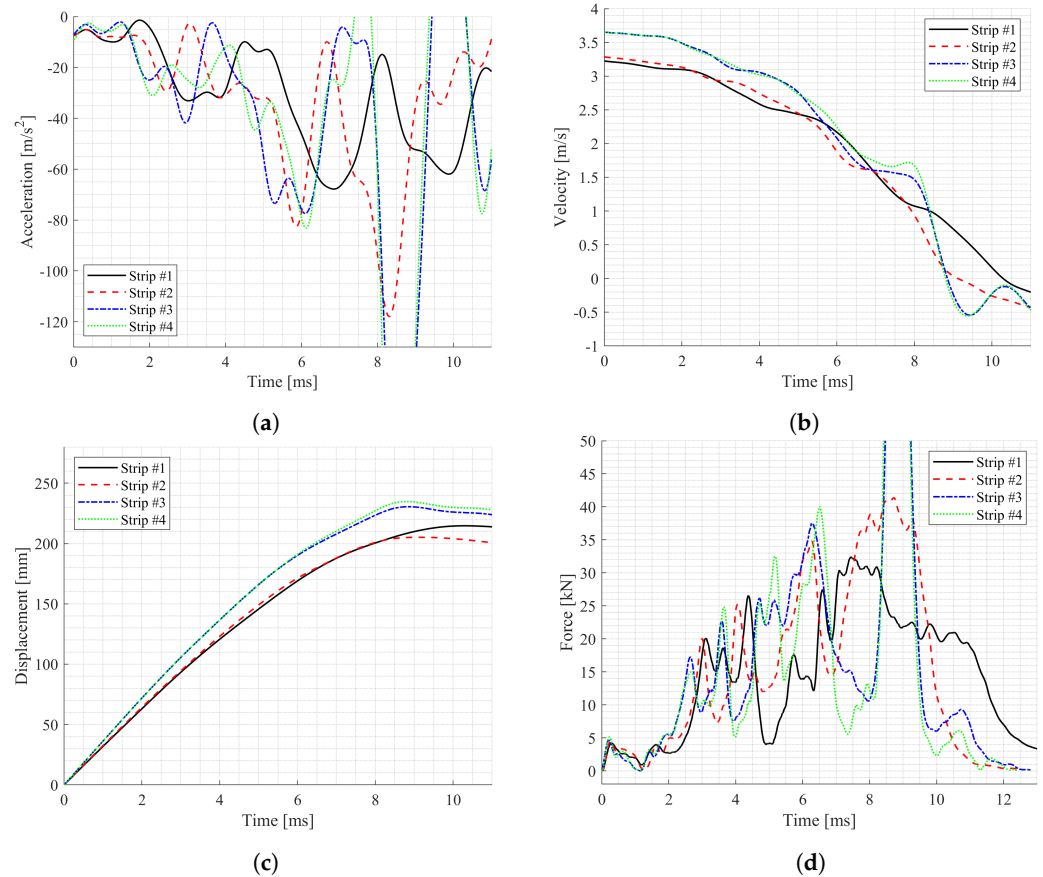 0
-20
-40
-60
-80
-100
-120
Acceleration [m/s²]
Strip #1
Strip #2
Strip #3
Strip #4
0 2 4 6 8 10
Time [ms]
(a)
4
3.5
3
2.5
2
1.5
1
0.5
0
-0.5
-1
Velocity [m/s]
Strip #1
Strip #2
Strip #3
Strip #4
0 2 4 6 8 10
Time [ms]
(b)
250
200
150
100
50
0
Displacement [mm]
Strip #1
Strip #2
Strip #3
Strip #4
0 2 4 6 8 10
Time [ms]
(c)
50
45
40
35
30
25
20
15
10
5
0
Force [kN]
Strip #1
Strip #2
Strip #3
Strip #4
0 2 4 6 8 10 12
Time [ms]
(d)